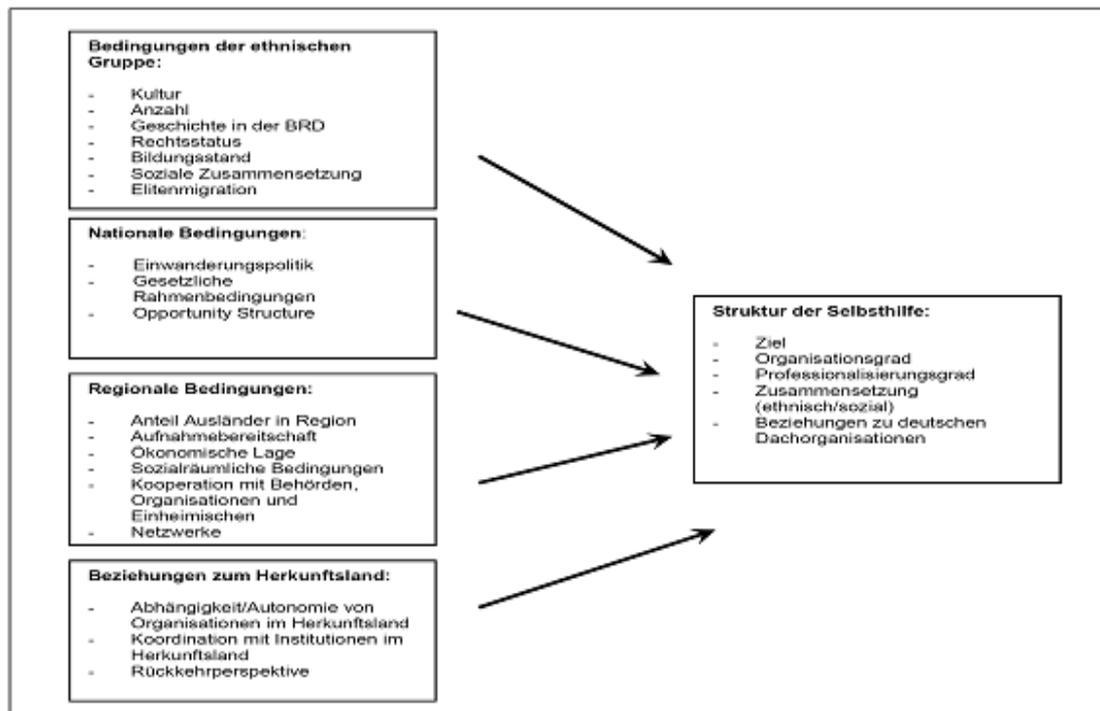 Bedingungen der ethnischen
Gruppe:
- Kultur
- Anzahl
- Geschichte in der BRD
- Rechtsstatus
- Bildungsstand
- Soziale Zusammensetzung
- Elitenmigration
Nationale Bedingungen:
- Einwanderungspolitik
- Gesetzliche
Rahmenbedingungen
- Opportunity Structure
Regionale Bedingungen:
- Anteil Ausländer in Region
- Aufnahmebereitschaft
- Ökonomische Lage
- Sozialräumliche Bedingungen
- Kooperation mit Behörden,
Organisationen und
Einheimischen
- Netzwerke
Beziehungen zum Herkunftsland:
- Abhängigkeit/Autonomie von
Organisationen im Herkunftsland
- Koordination mit Institutionen im
Herkunftsland
- Rückkehrperspektive
Struktur der Selbsthilfe:
- Ziel
- Organisationsgrad
- Professionalisierungsgrad
- Zusammensetzung
(ethnisch/sozial)
- Beziehungen zu deutschen
Dachorganisationen